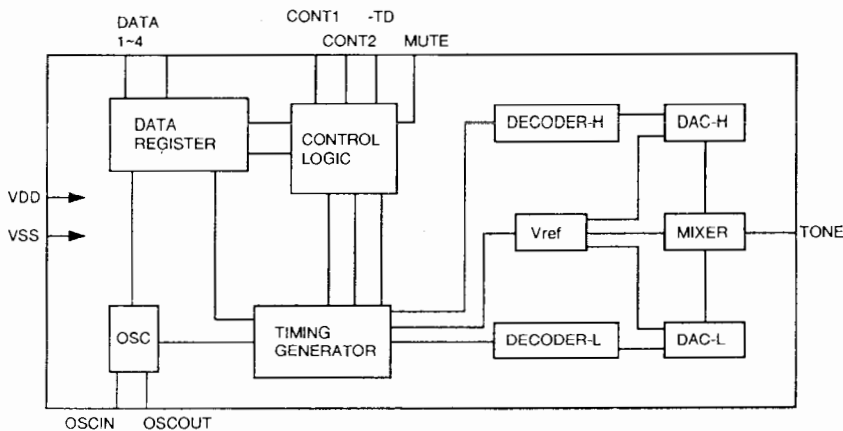 DATA
1~4
CONT1
-TD
CONT2
MUTE
DATA
REGISTER
CONTROL
LOGIC
DECODER-H
DAC-H
VDD
VSS
Vref
MIXER
TONE
OSC
TIMING
GENERATOR
DECODER-L
DAC-L
OSCIN
OSCOUT